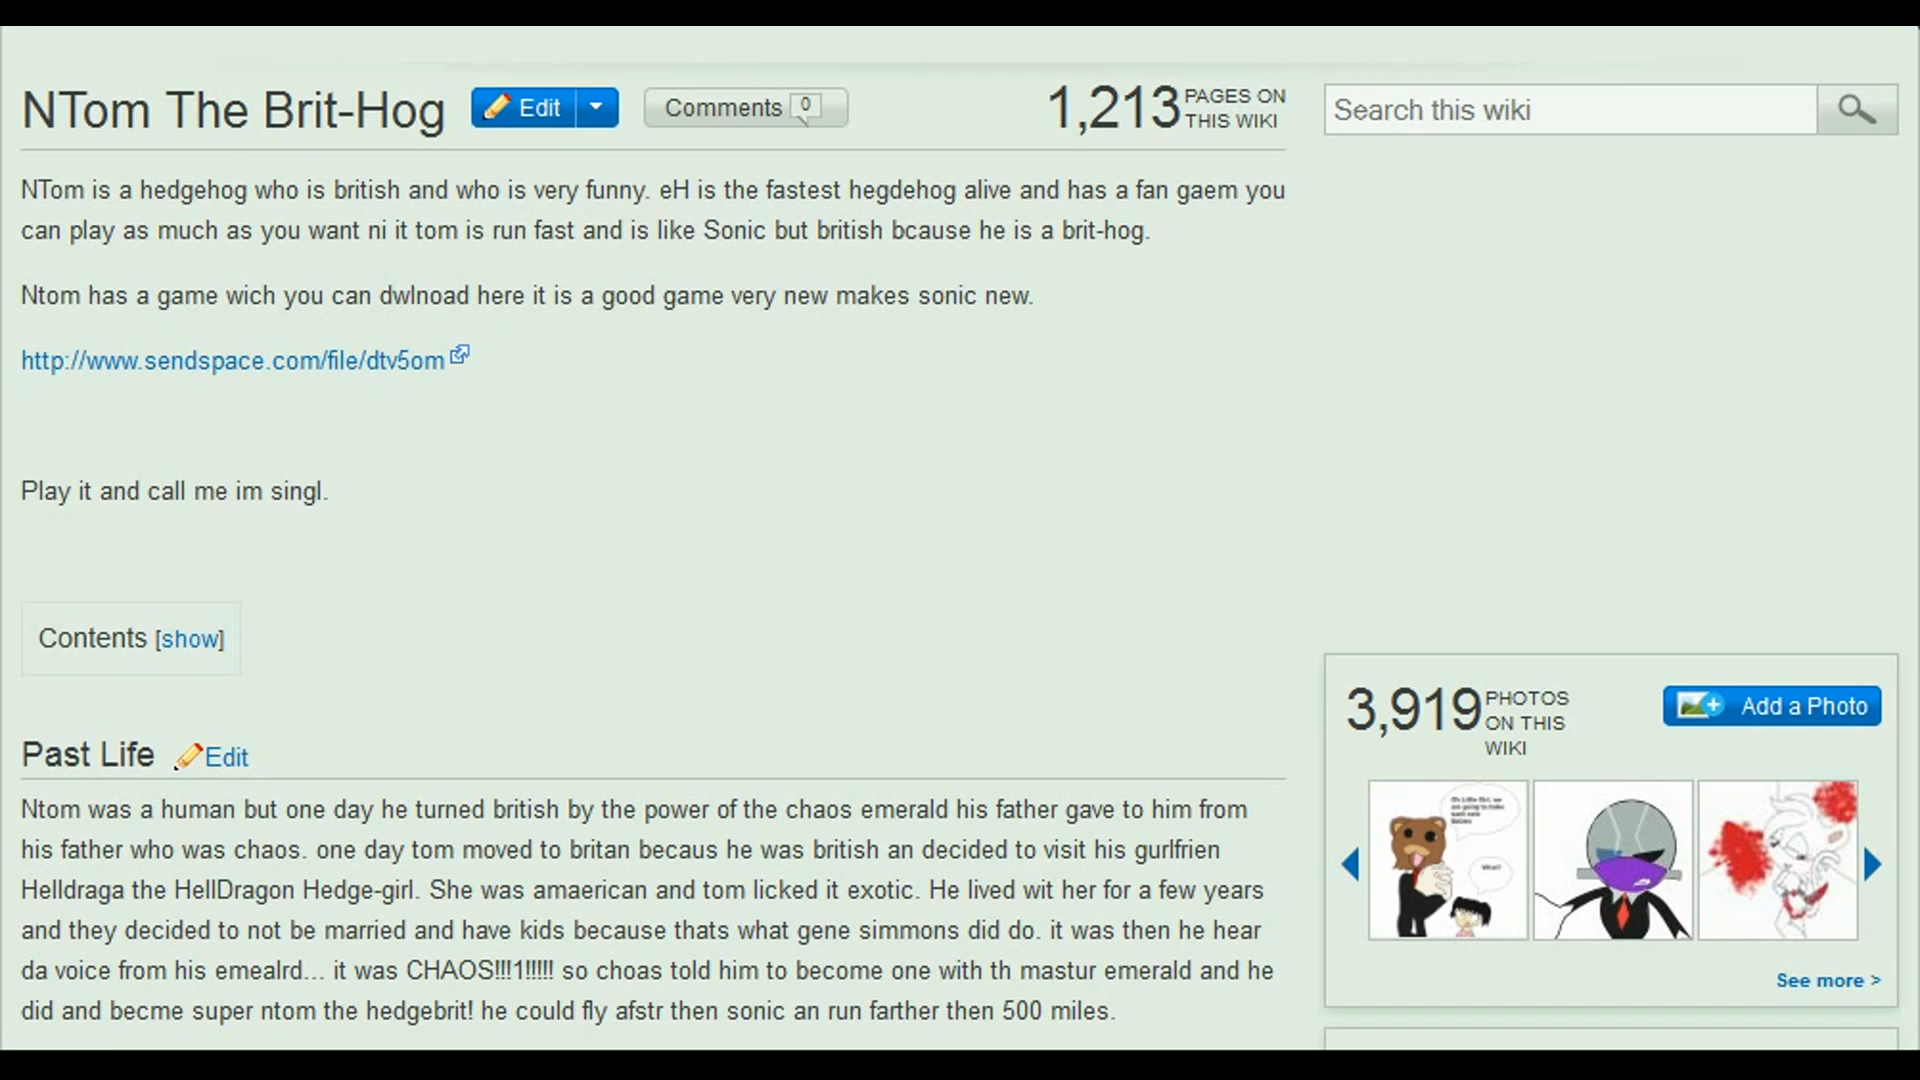 NTom The Brit-Hog
Edit
Comments 0
1,213 PAGES ON THIS WIKI
Search this wiki
NTom is a hedgehog who is british and who is very funny. eH is the fastest hegdehog alive and has a fan gaem you
can play as much as you want ni it tom is run fast and is like Sonic but british bcause he is a brit-hog.
Ntom has a game wich you can dwlnoad here it is a good game very new makes sonic new.
http://www.sendspace.com/file/dtv5om
Play it and call me im singl.
Contents [show]
3,919 PHOTOS ON THIS WIKI
Add a Photo
Past Life Edit
Ntom was a human but one day he turned british by the power of the chaos emerald his father gave to him from
his father who was chaos. one day tom moved to britan becaus he was british an decided to visit his gurlfrien
Helldraga the HellDragon Hedge-girl. She was amaerican and tom licked it exotic. He lived wit her for a few years
and they decided to not be married and have kids because thats what gene simmons did do. it was then he hear
da voice from his emealrd... it was CHAOS!!!1!!!!! so choas told him to become one with th mastur emerald and he
did and becme super ntom the hedgebrit! he could fly afstr then sonic an run farther then 500 miles.
See more >